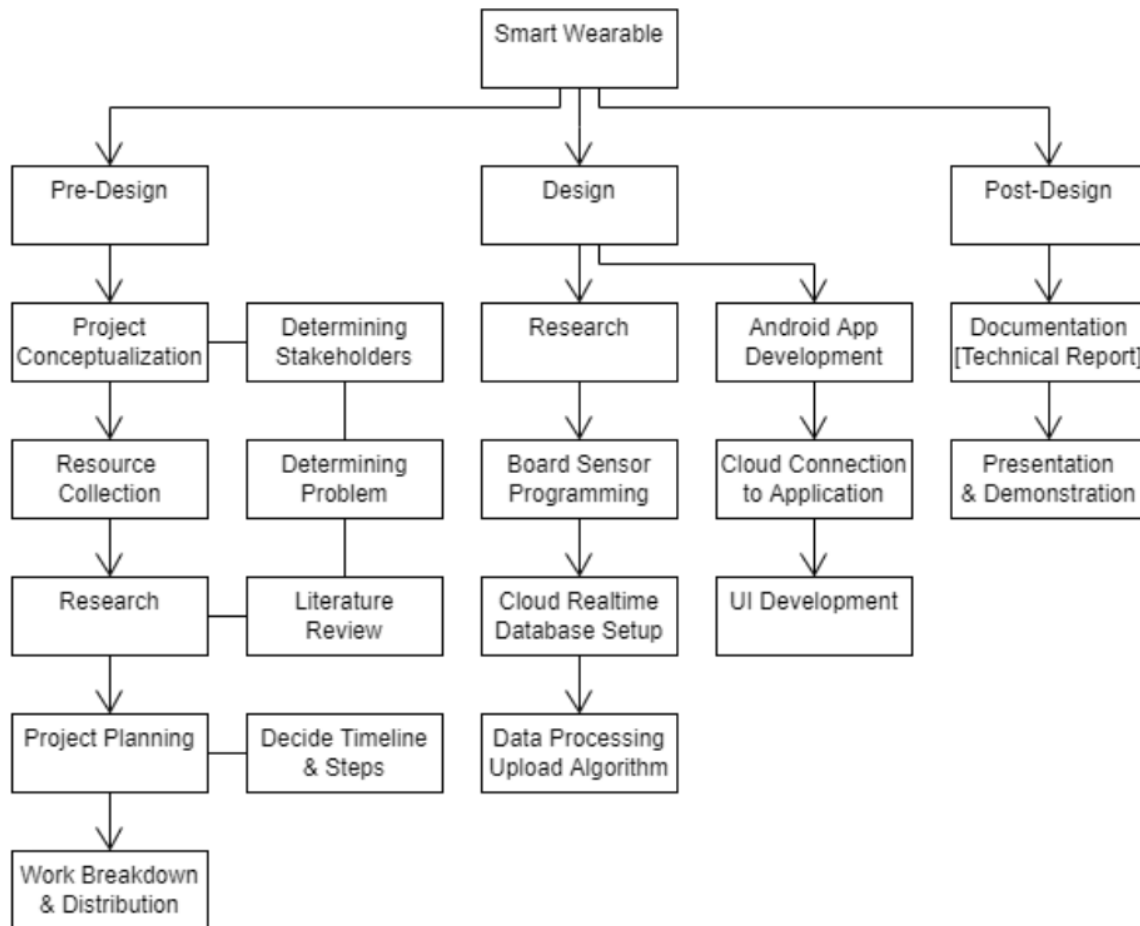 Smart Wearable
Pre-Design
Design
Post-Design
Project
Conceptualization
Determining
Stakeholders
Research
Android App
Development
Documentation
[Technical Report]
Resource
Collection
Determining
Problem
Board Sensor
Programming
Cloud Connection
to Application
Presentation
& Demonstration
Research
Literature
Review
Cloud Realtime
Database Setup
UI Development
Project Planning
Decide Timeline
& Steps
Data Processing
Upload Algorithm
Work Breakdown
& Distribution